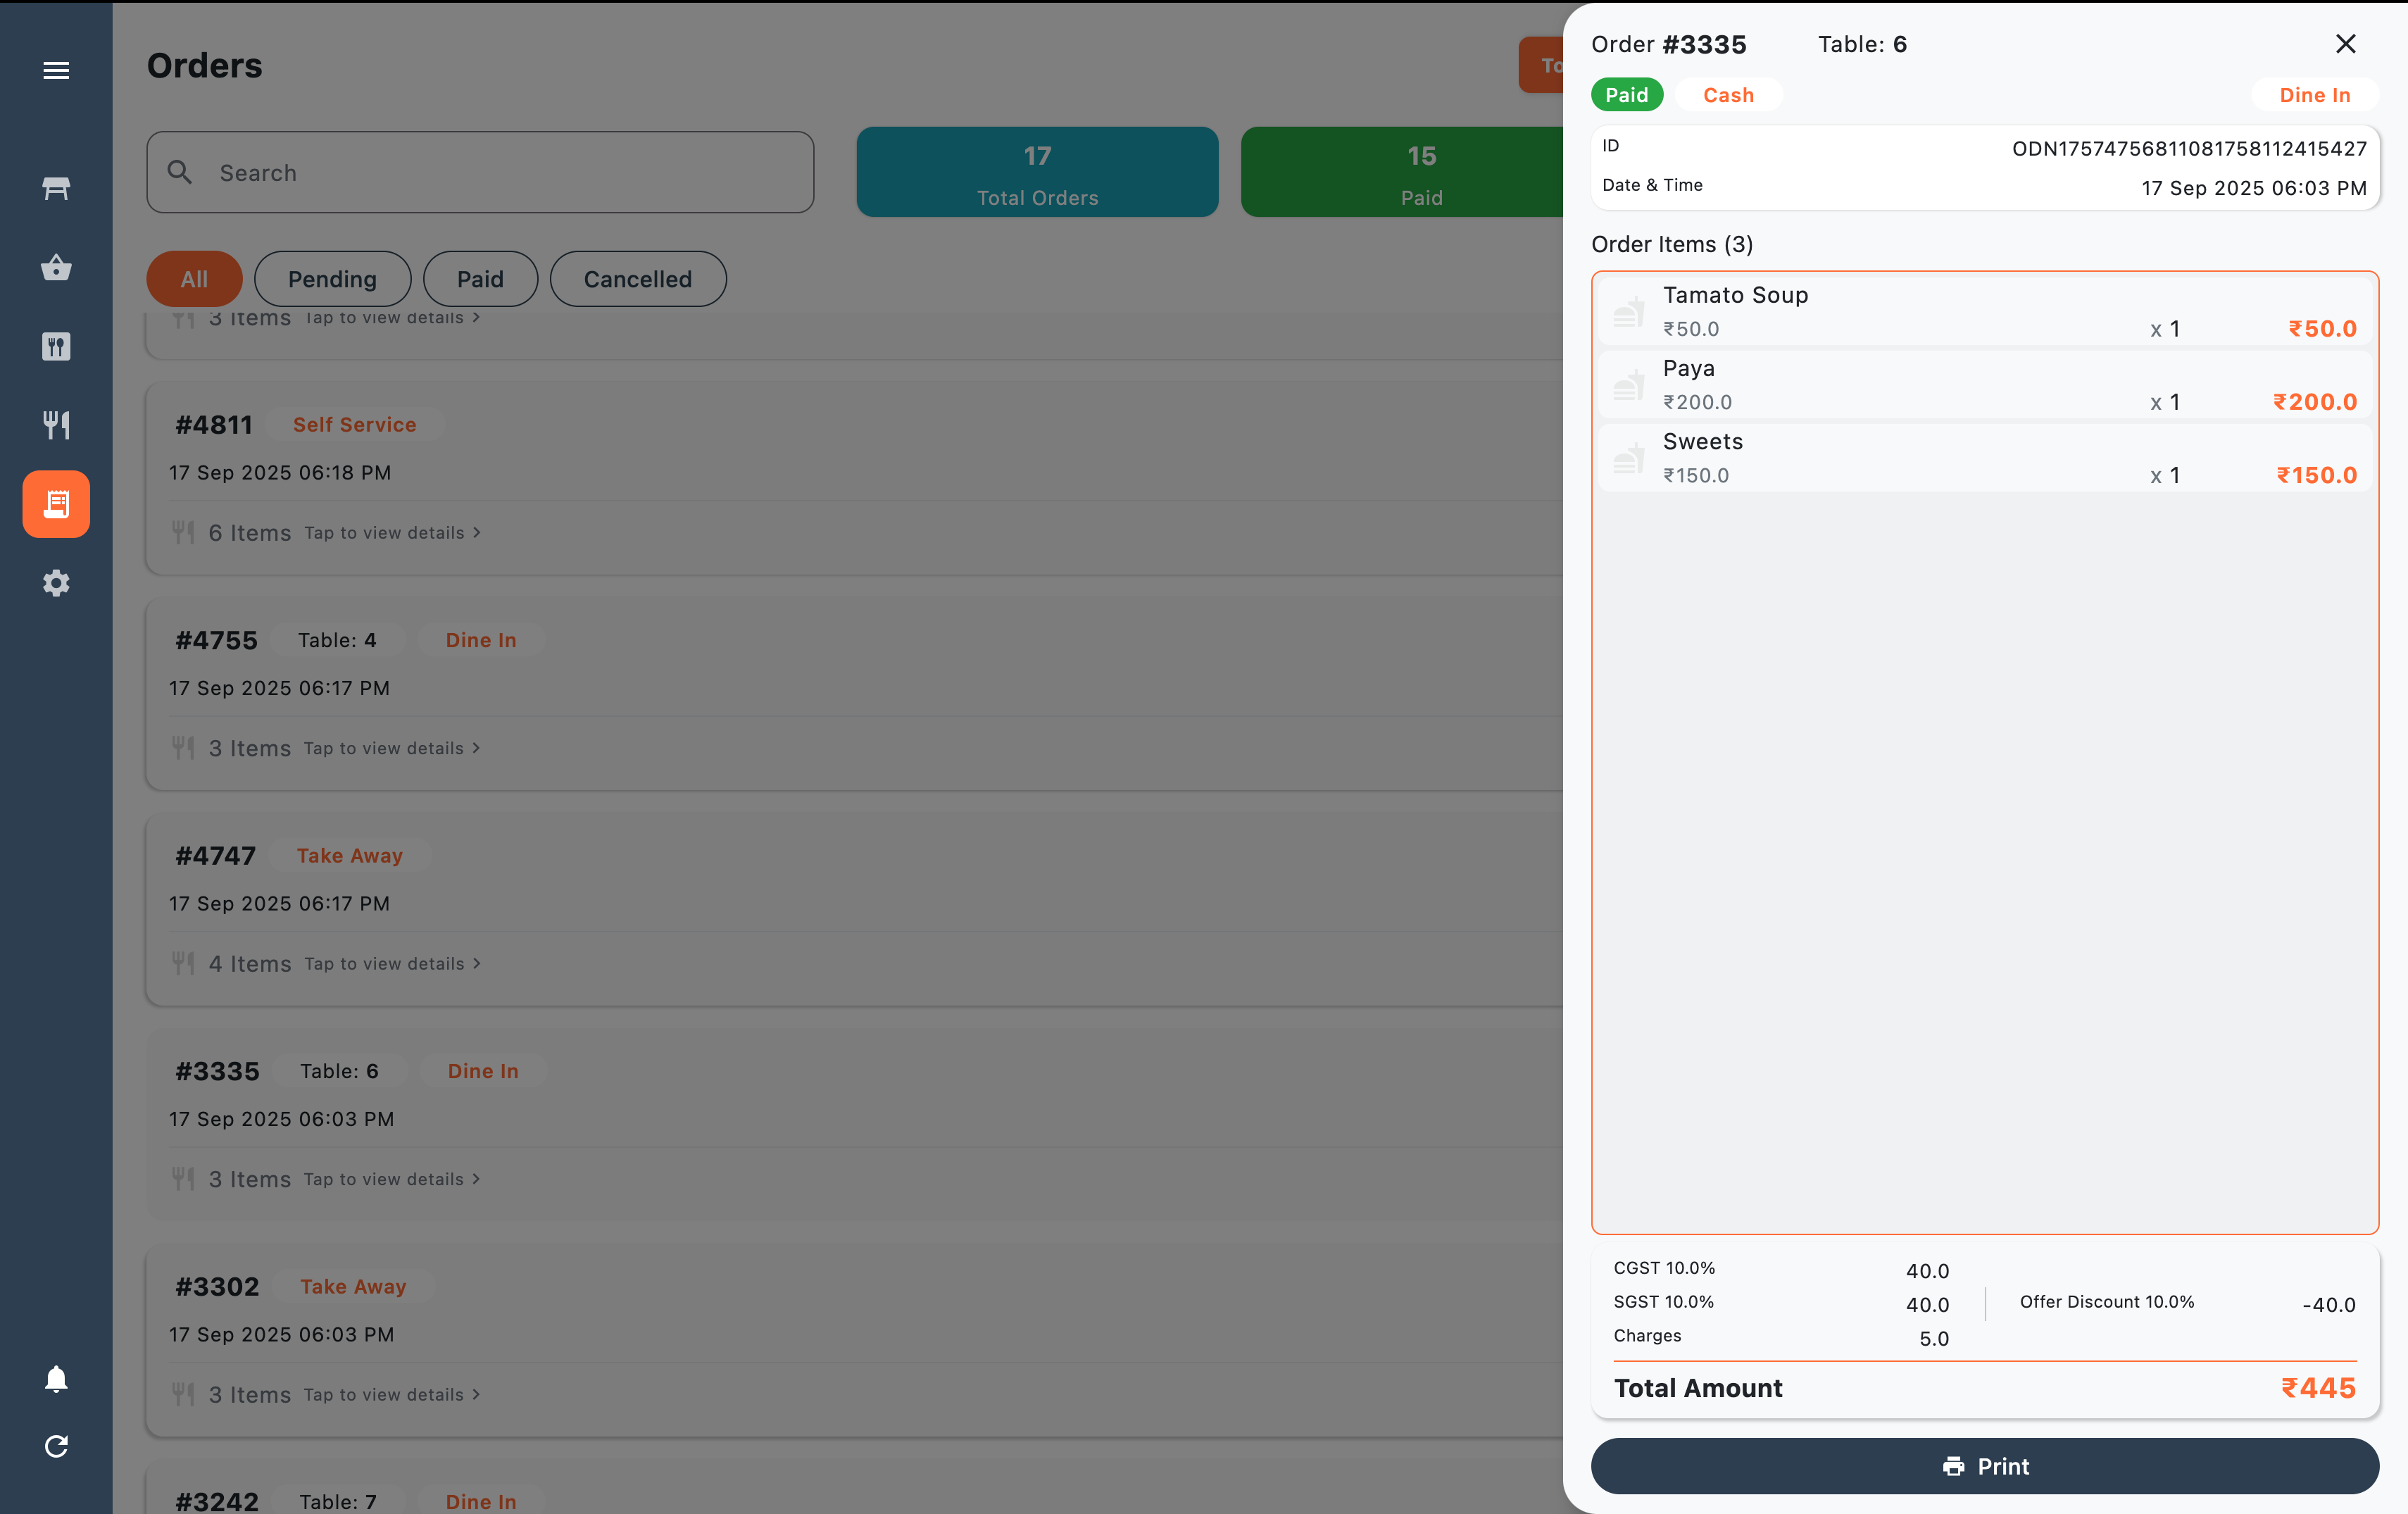 Orders
To
Search
17
Total Orders
15
Paid
All
Pending
Paid
Cancelled
3 Items Tap to view details >
#4811 Self Service
17 Sep 2025 06:18 PM
6 Items Tap to view details >
#4755 Table: 4 Dine In
17 Sep 2025 06:17 PM
3 Items Tap to view details >
#4747 Take Away
17 Sep 2025 06:17 PM
4 Items Tap to view details >
#3335 Table: 6 Dine In
17 Sep 2025 06:03 PM
3 Items Tap to view details >
#3302 Take Away
17 Sep 2025 06:03 PM
3 Items Tap to view details >
#3242 Table: 7 Dine In
Order #3335 Table: 6
Paid Cash Dine In
ID ODN17574756811081758112415427
Date & Time 17 Sep 2025 06:03 PM
Order Items (3)
Tamato Soup
₹50.0 x 1 ₹50.0
Paya
₹200.0 x 1 ₹200.0
Sweets
₹150.0 x 1 ₹150.0
CGST 10.0% 40.0
SGST 10.0% 40.0
Offer Discount 10.0% -40.0
Charges 5.0
Total Amount ₹445
Print